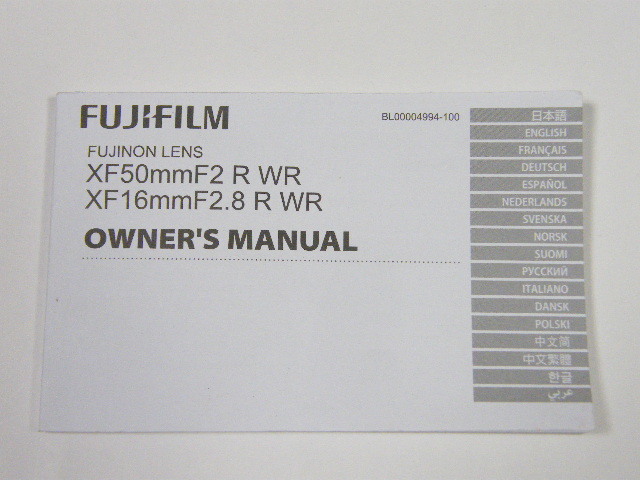 FUJIFILM
BL00004994-100
FUJINON LENS
XF50mmF2 R WR
XF16mmF2.8 R WR
OWNER'S MANUAL
日本語
ENGLISH
FRANÇAIS
DEUTSCH
ESPAÑOL
NEDERLANDS
SVENSKA
NORSK
SUOMI
РУССКИЙ
ITALIANO
DANSK
POLSKI
中文简
中文繁體
한글
عربي